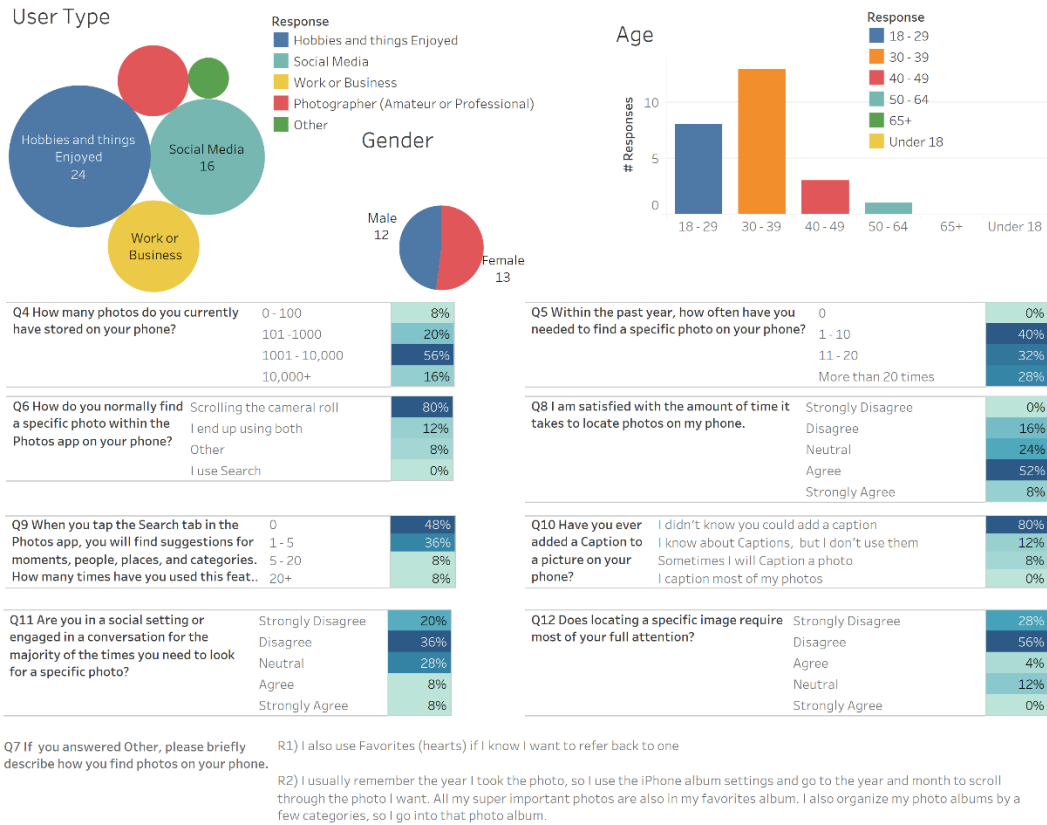 User Type
Response
Hobbies and things Enjoyed
Social Media
Work or Business
Photographer (Amateur or Professional)
Other
Hobbies and things
Enjoyed
24
Social Media
16
Work or
Business
Gender
Male
12
Female
13
Age
Response
18 - 29
30 - 39
40 - 49
50 - 64
65+
Under 18
# Responses
10
5
0
18 - 29
30 - 39
40 - 49
50 - 64
65+
Under 18
Q4 How many photos do you currently
have stored on your phone?
0 - 100 8%
101 -1000 20%
1001 - 10,000 56%
10,000+ 16%
Q5 Within the past year, how often have you
needed to find a specific photo on your phone?
0 0%
1 - 10 40%
11 - 20 32%
More than 20 times 28%
Q6 How do you normally find
a specific photo within the
Photos app on your phone?
Scrolling the cameral roll 80%
I end up using both 12%
Other 8%
I use Search 0%
Q8 I am satisfied with the amount of time it
takes to locate photos on my phone.
Strongly Disagree 0%
Disagree 16%
Neutral 24%
Agree 52%
Strongly Agree 8%
Q9 When you tap the Search tab in the
Photos app, you will find suggestions for
moments, people, places, and categories.
How many times have you used this feat..
0 48%
1 - 5 36%
5 - 20 8%
20+ 8%
Q10 Have you ever
added a Caption to
a picture on your
phone?
I didn't know you could add a caption 80%
I know about Captions, but I don't use them 12%
Sometimes I will Caption a photo 8%
I caption most of my photos 0%
Q11 Are you in a social setting or
engaged in a conversation for the
majority of the times you need to look
for a specific photo?
Strongly Disagree 20%
Disagree 36%
Neutral 28%
Agree 8%
Strongly Agree 8%
Q12 Does locating a specific image require
most of your full attention?
Strongly Disagree 28%
Disagree 56%
Agree 4%
Neutral 12%
Strongly Agree 0%
Q7 If you answered Other, please briefly
describe how you find photos on your phone.
R1) I also use Favorites (hearts) if I know I want to refer back to one
R2) I usually remember the year I took the photo, so I use the iPhone album settings and go to the year and month to scroll
through the photo I want. All my super important photos are also in my favorites album. I also organize my photo albums by a
few categories, so I go into that photo album.